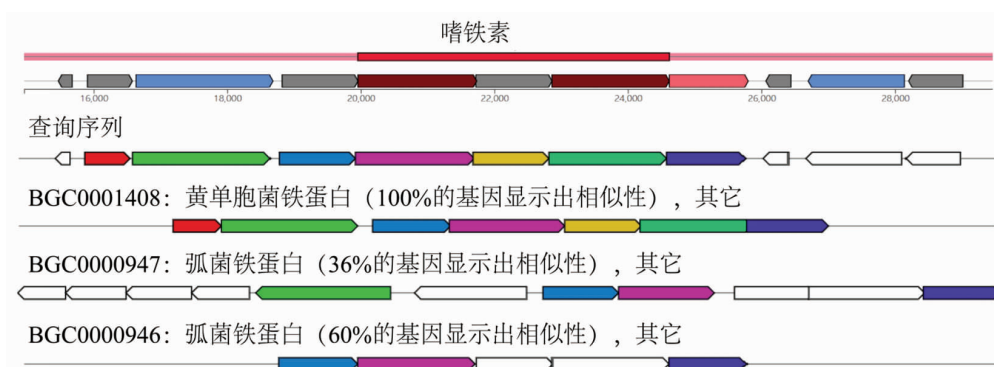 嗜铁素
16,000 18,000 20,000 22,000 24,000 26,000 28,000
查询序列
BGC0001408：黄单胞菌铁蛋白（100%的基因显示出相似性），其它
BGC0000947：弧菌铁蛋白（36%的基因显示出相似性），其它
BGC0000946：弧菌铁蛋白（60%的基因显示出相似性），其它